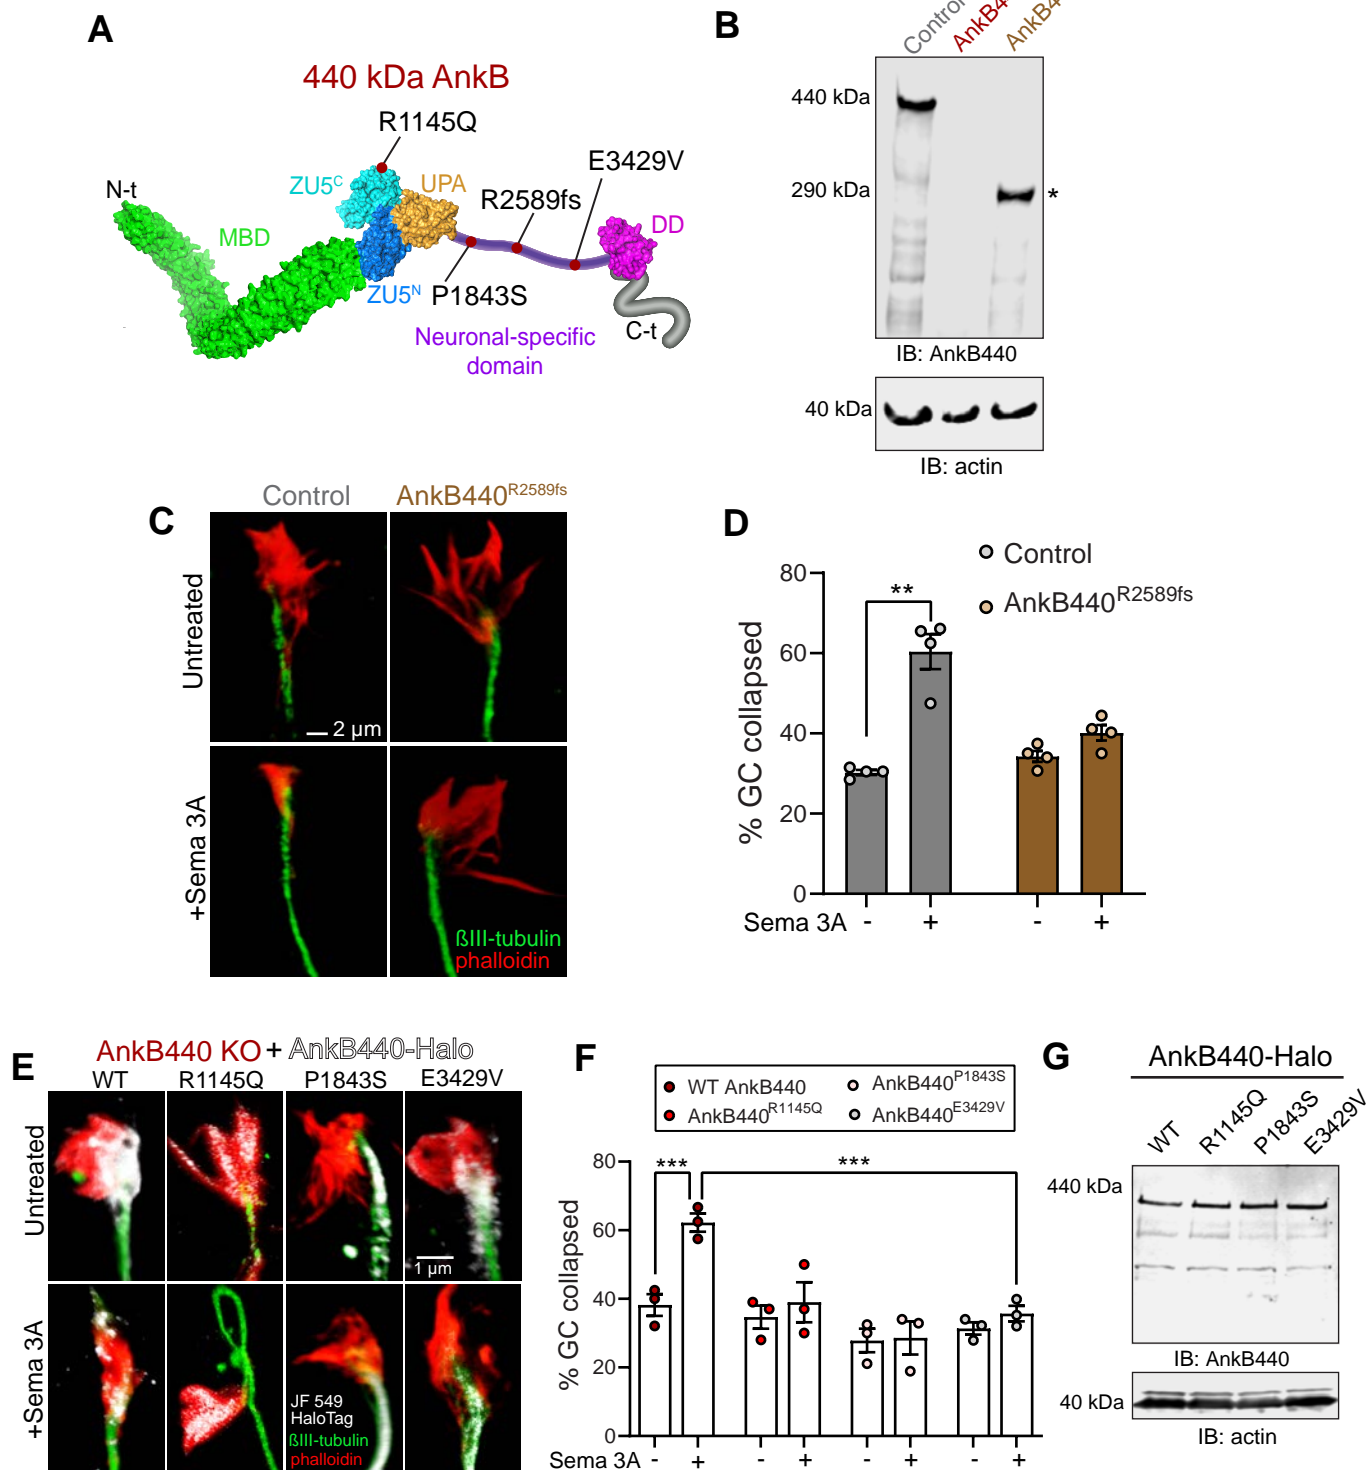 A
440 kDa AnkB
R1145Q
E3429V
N-t
ZU5C
UPA
R2589fs
MBD
DD
ZU5N
P1843S
C-t
Neuronal-specific
domain
B
Control
440 kDa
290 kDa
*
IB: AnkB440
40 kDa
IB: actin
C
Control
AnkB440R2589fs
Untreated
2 µm
+Sema 3A
ßIII-tubulin
phalloidin
D
Control
AnkB440R2589fs
% GC collapsed
80
60
40
20
0
**
Sema 3A - + - +
E
AnkB440 KO + AnkB440-Halo
WT R1145Q P1843S E3429V
Untreated
1 µm
+Sema 3A
JF 549
HaloTag
ßIII-tubulin
phalloidin
F
WT AnkB440
AnkB440P1843S
AnkB440R1145Q
AnkB440E3429V
% GC collapsed
80
60
40
20
0
***
***
Sema 3A - + - + - + - +
G
AnkB440-Halo
WT R1145Q P1843S E3429V
440 kDa
IB: AnkB440
40 kDa
IB: actin